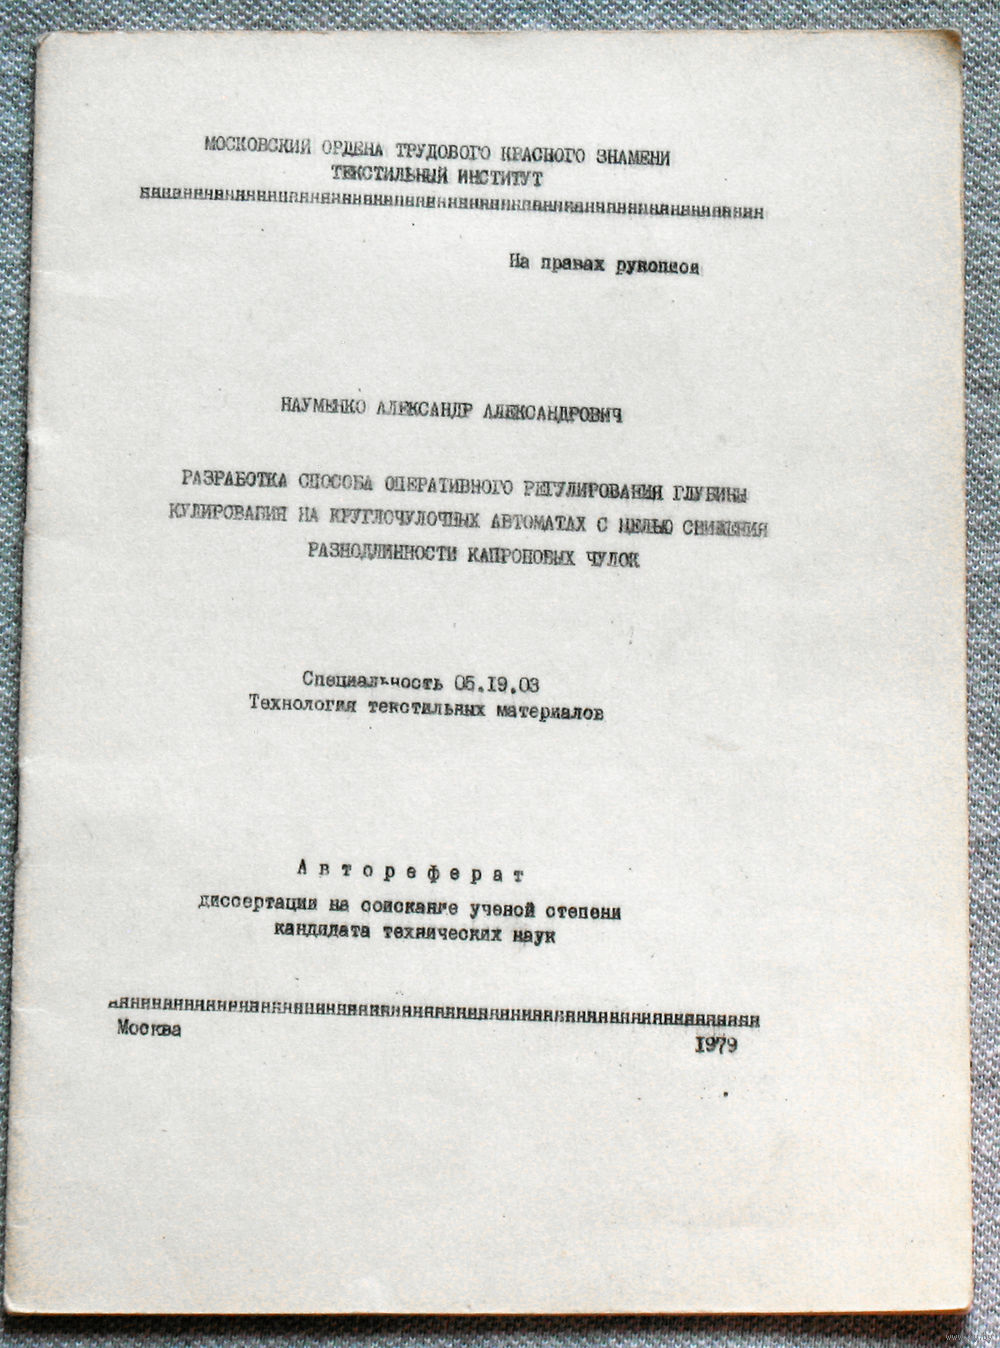 МОСКОВСКИЙ ОРДЕНА ТРУДОВОГО КРАСНОГО ЗНАМЕНИ
ТЕКСТИЛЬНЫЙ ИНСТИТУТ
На правах рукописи
НАУМЕНКО АЛЕКСАНДР АЛЕКСАНДРОВИЧ
РАЗРАБОТКА СПОСОБА ОПЕРАТИВНОГО РЕГУЛИРОВАНИЯ ГЛУБИНЫ
КУЛИРОВАНИЯ НА КРУГЛОЧУЛОЧНЫХ АВТОМАТАХ С ЦЕЛЬЮ СНИЖЕНИЯ
РАЗНОДЛИННОСТИ КАПРОНОВЫХ ЧУЛОК
Специальность 05.19.03
Технология текстильных материалов
Автореферат
диссертации на соискание ученой степени
кандидата технических наук
Москва
1979